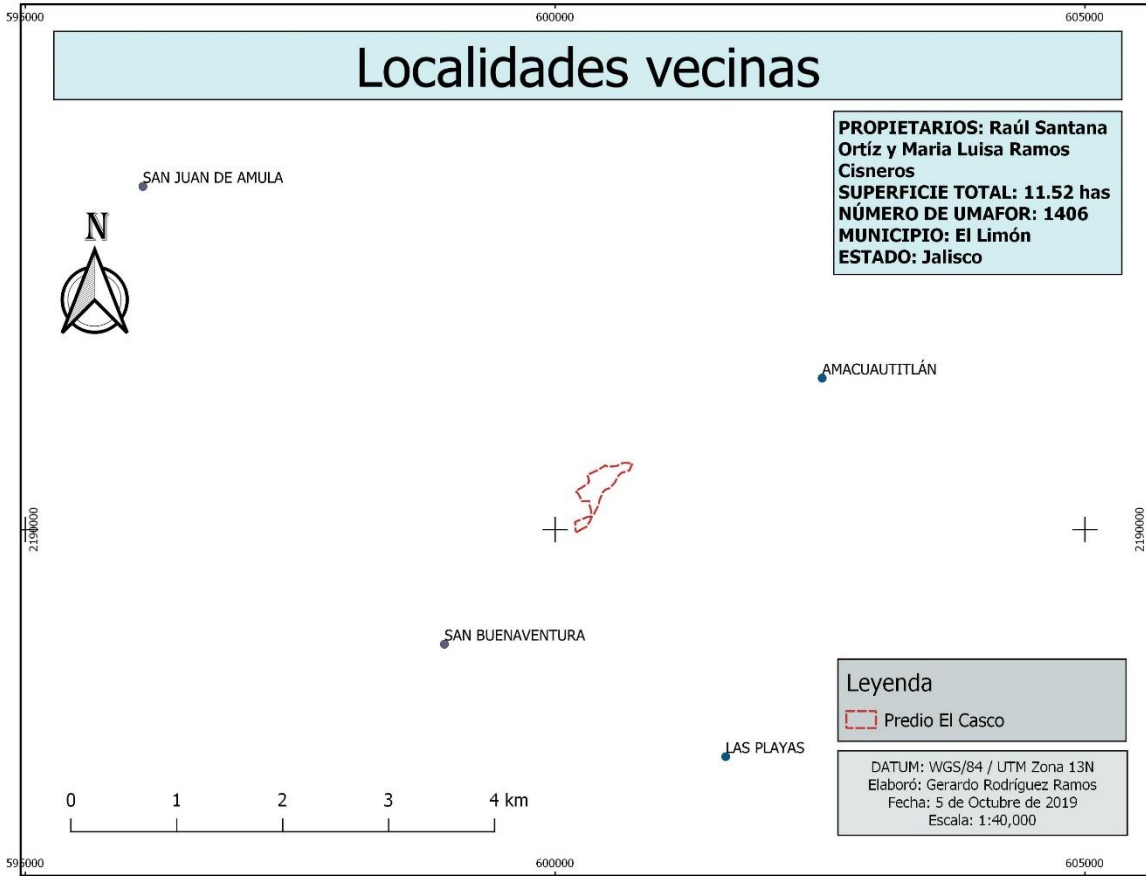 595000
600000
605000
Localidades vecinas
PROPIETARIOS: Raúl Santana
Ortíz y Maria Luisa Ramos
Cisneros
SUPERFICIE TOTAL: 11.52 has
NÚMERO DE UMAFOR: 1406
MUNICIPIO: El Limón
ESTADO: Jalisco
SAN JUAN DE AMULA
N
AMACUAUTITLÁN
2190000
2190000
SAN BUENAVENTURA
Leyenda
Predio El Casco
LAS PLAYAS
DATUM: WGS/84 / UTM Zona 13N
Elaboró: Gerardo Rodríguez Ramos
Fecha: 5 de Octubre de 2019
Escala: 1:40,000
0 1 2 3 4 km
595000
600000
605000